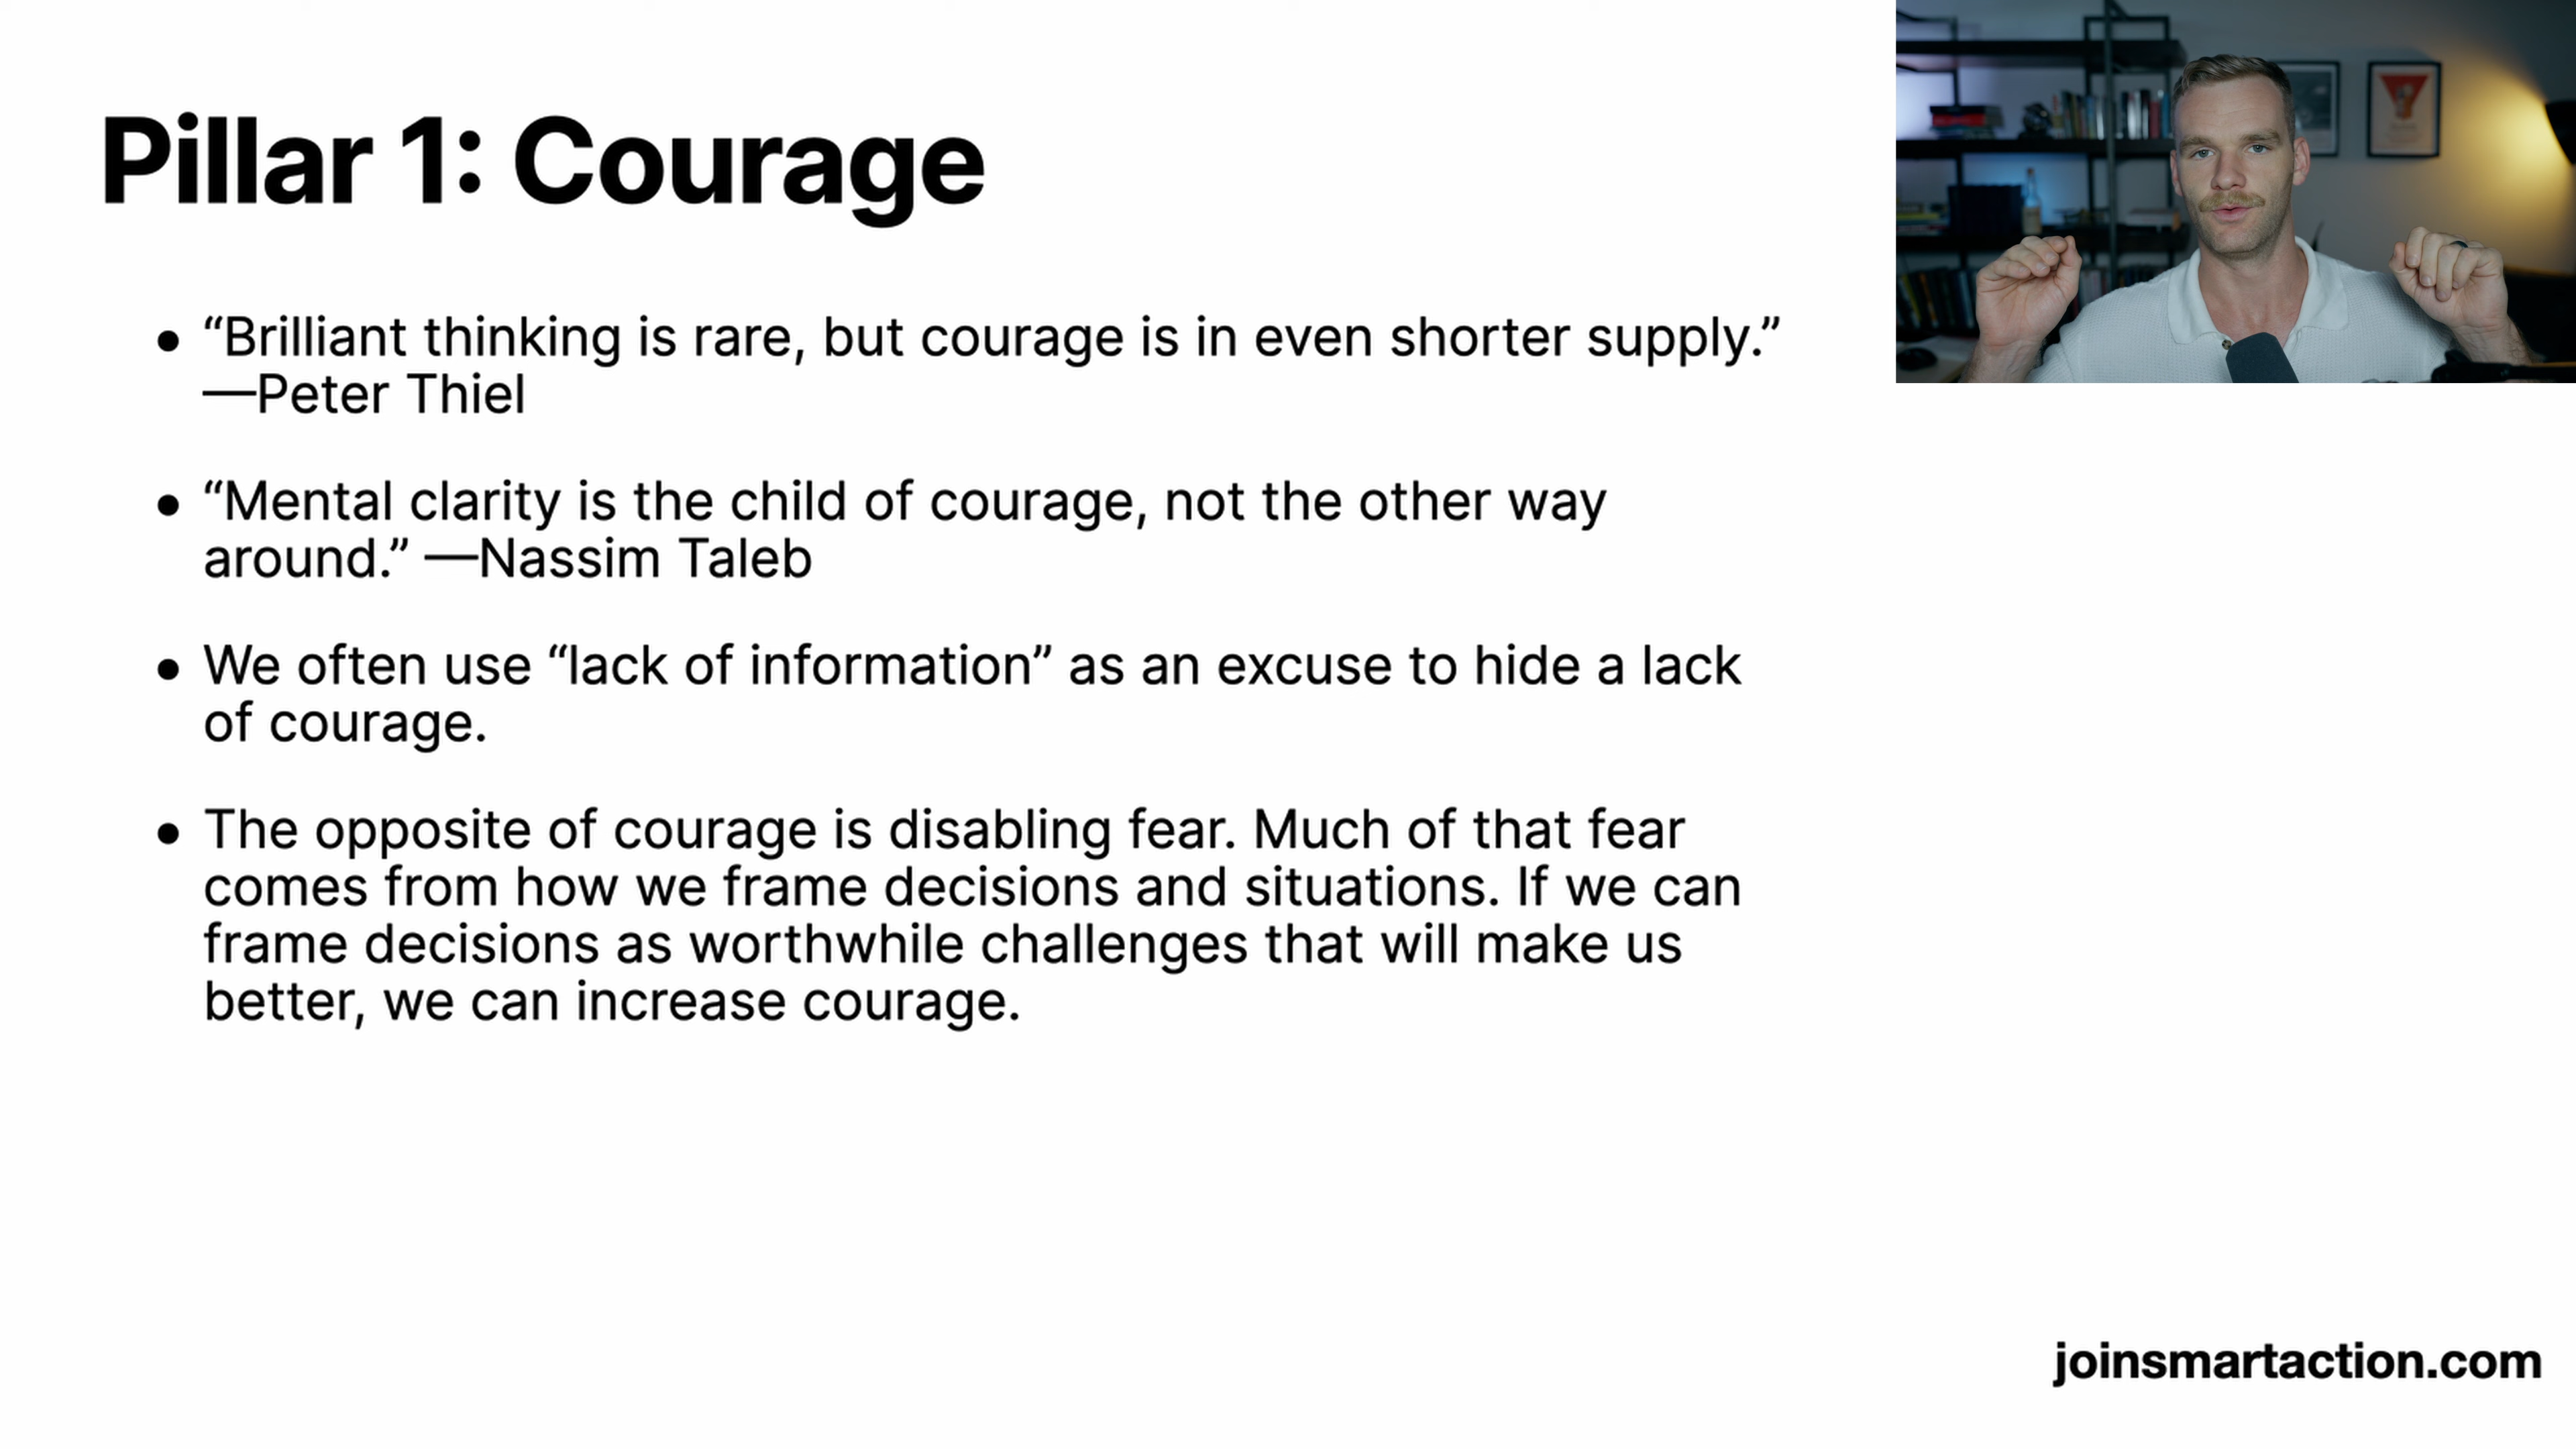 Pillar 1: Courage
• “Brilliant thinking is rare, but courage is in even shorter supply.”
—Peter Thiel
• “Mental clarity is the child of courage, not the other way
around.” —Nassim Taleb
• We often use “lack of information” as an excuse to hide a lack
of courage.
• The opposite of courage is disabling fear. Much of that fear
comes from how we frame decisions and situations. If we can
frame decisions as worthwhile challenges that will make us
better, we can increase courage.
joinsmartaction.com